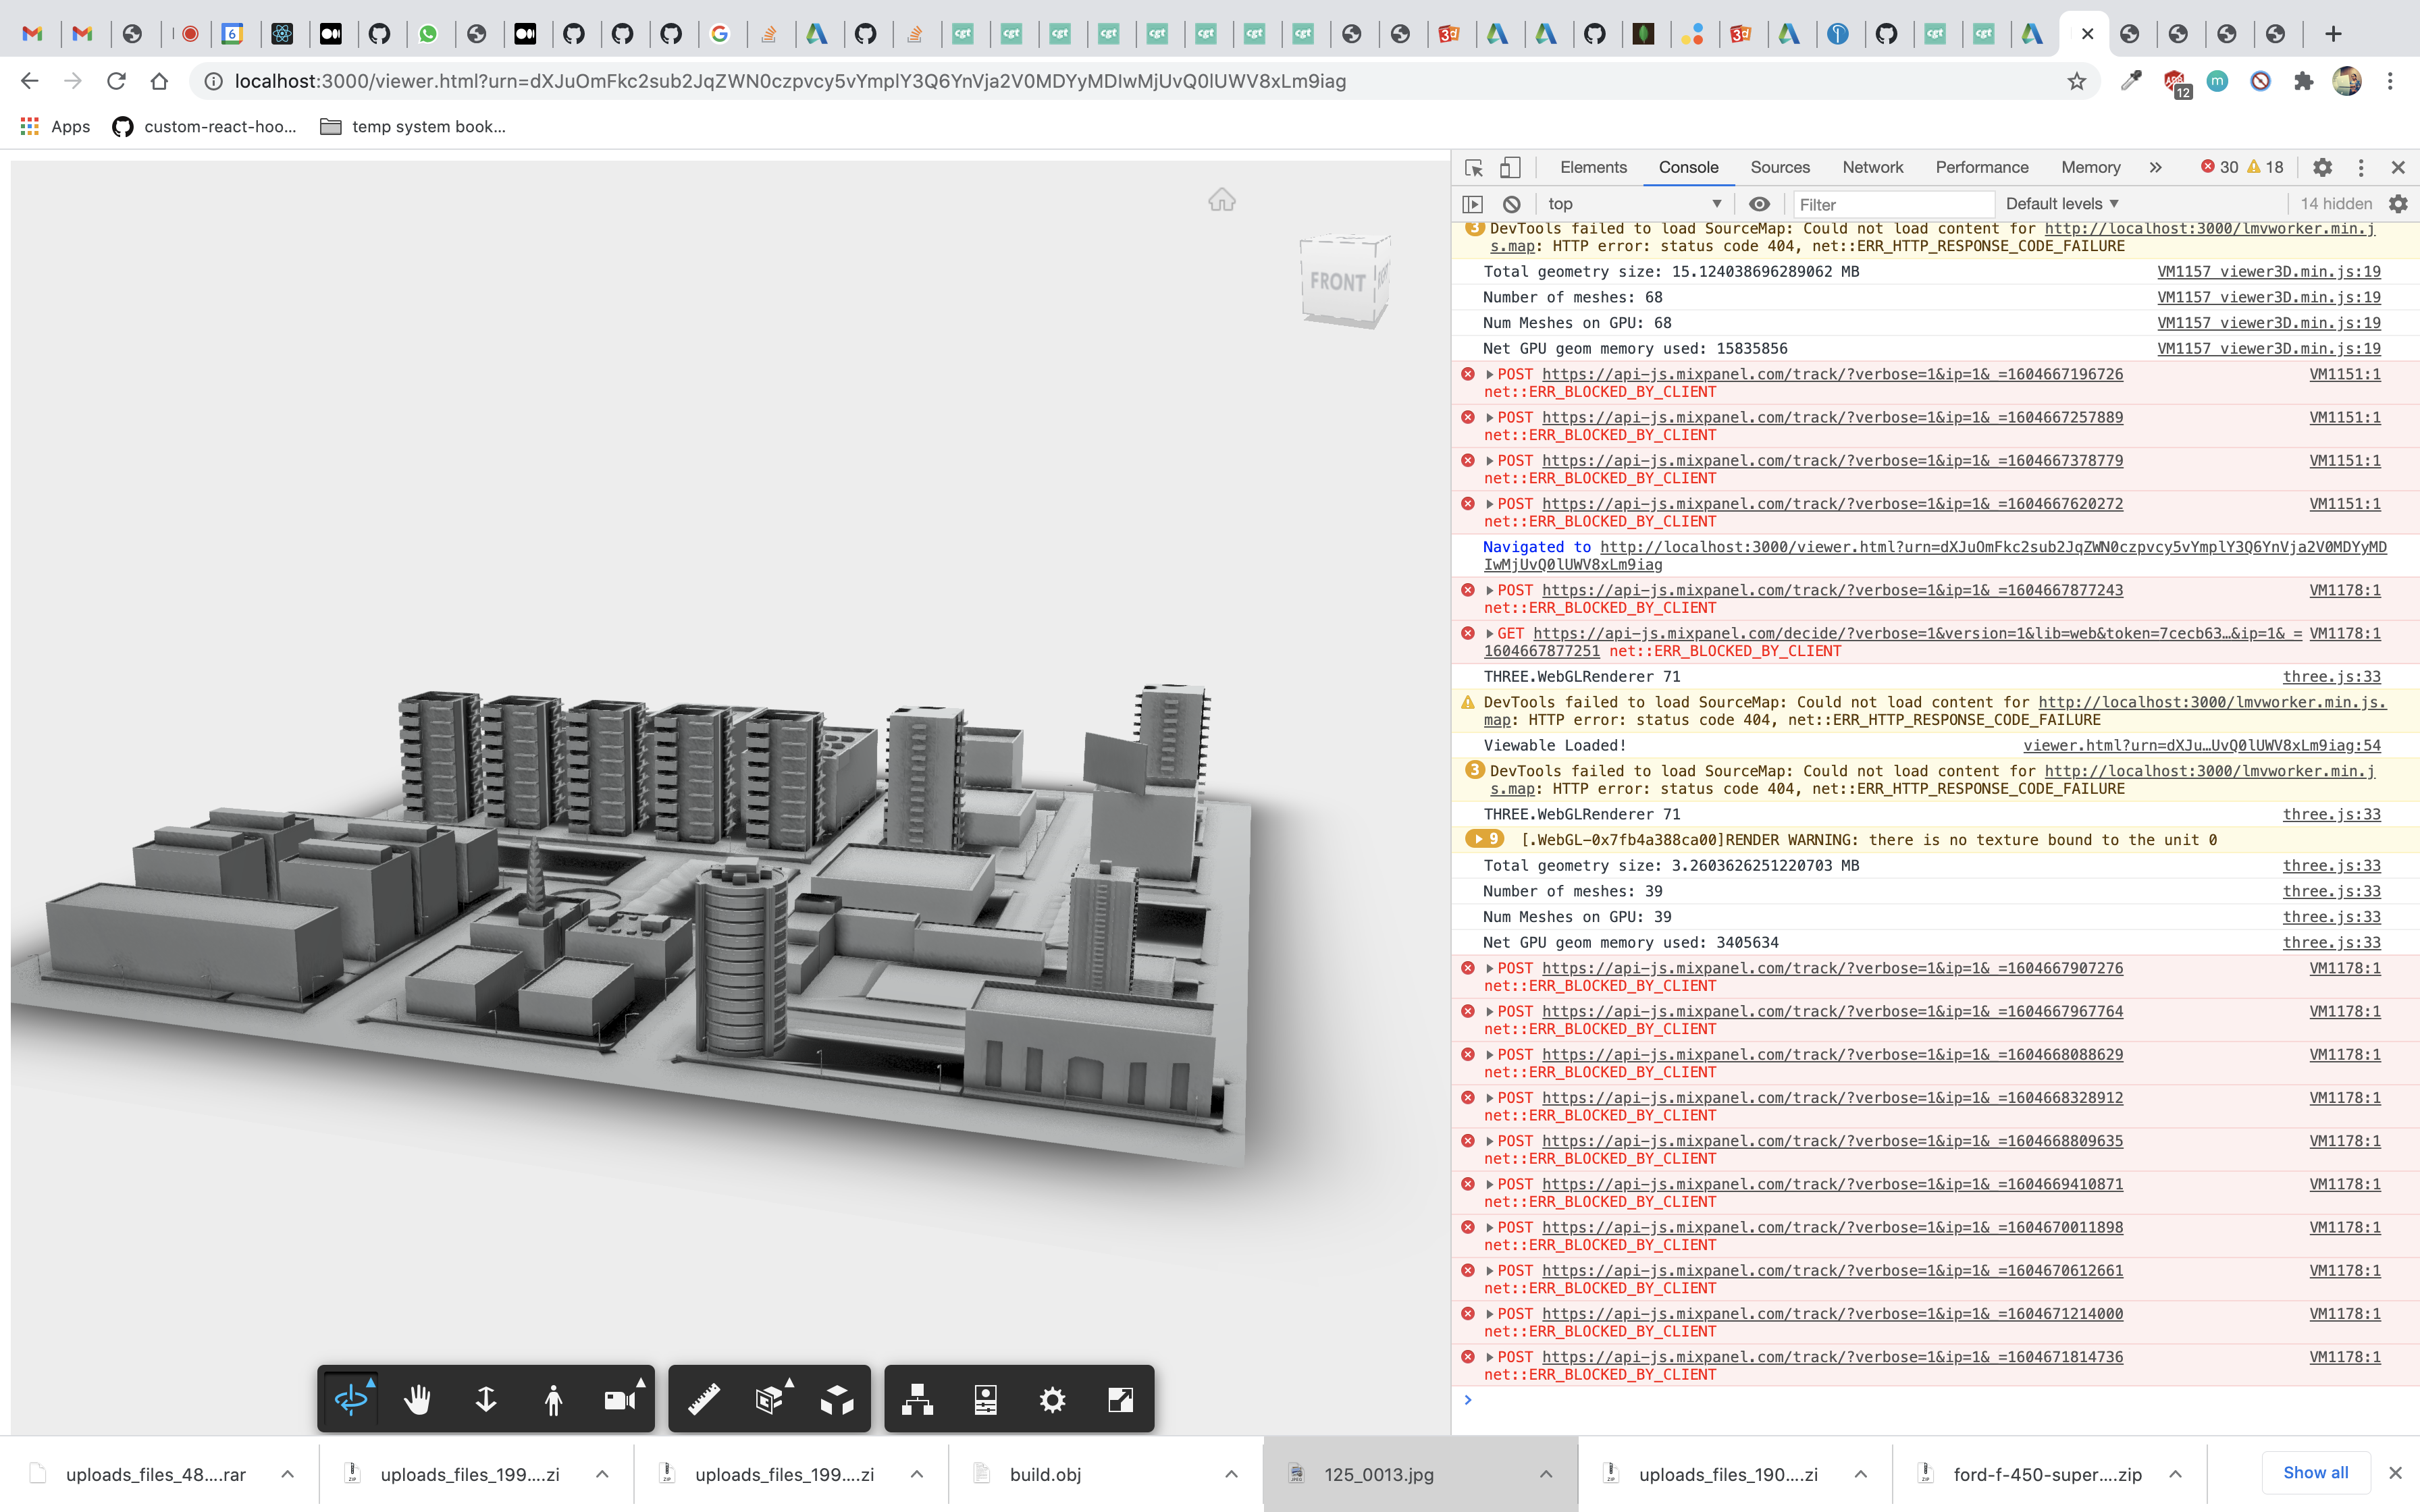 localhost:3000/viewer.html?urn=dXJuOmFkc2sub2JqZWN0czpvcy5vYmplY3Q6YnVja2V0MDYyMDIwMjUvQ0lUWV8xLm9iag
12
Apps
custom-react-hoo...
temp system book...
FRONT
Elements
Console
Sources
Network
Performance
Memory
30
18
top
Filter
Default levels
14 hidden
3 DevTools failed to load SourceMap: Could not load content for http://localhost:3000/lmvworker.min.j
s.map: HTTP error: status code 404, net::ERR_HTTP_RESPONSE_CODE_FAILURE
Total geometry size: 15.124038696289062 MB VM1157 viewer3D.min.js:19
Number of meshes: 68 VM1157 viewer3D.min.js:19
Num Meshes on GPU: 68 VM1157 viewer3D.min.js:19
Net GPU geom memory used: 15835856 VM1157 viewer3D.min.js:19
POST https://api-js.mixpanel.com/track/?verbose=1&ip=1&_=1604667196726 VM1151:1
net::ERR_BLOCKED_BY_CLIENT
POST https://api-js.mixpanel.com/track/?verbose=1&ip=1&_=1604667257889 VM1151:1
net::ERR_BLOCKED_BY_CLIENT
POST https://api-js.mixpanel.com/track/?verbose=1&ip=1&_=1604667378779 VM1151:1
net::ERR_BLOCKED_BY_CLIENT
POST https://api-js.mixpanel.com/track/?verbose=1&ip=1&_=1604667620272 VM1151:1
net::ERR_BLOCKED_BY_CLIENT
Navigated to http://localhost:3000/viewer.html?urn=dXJuOmFkc2sub2JqZWN0czpvcy5vYmplY3Q6YnVja2V0MDYyMD
IwMjUvQ0lUWV8xLm9iag
POST https://api-js.mixpanel.com/track/?verbose=1&ip=1&_=1604667877243 VM1178:1
net::ERR_BLOCKED_BY_CLIENT
GET https://api-js.mixpanel.com/decide/?verbose=1&version=1&lib=web&token=7cecb63…&ip=1&_= VM1178:1
1604667877251 net::ERR_BLOCKED_BY_CLIENT
THREE.WebGLRenderer 71 three.js:33
DevTools failed to load SourceMap: Could not load content for http://localhost:3000/lmvworker.min.js.
map: HTTP error: status code 404, net::ERR_HTTP_RESPONSE_CODE_FAILURE
Viewable Loaded! viewer.html?urn=dXJu…UvQ0lUWV8xLm9iag:54
3 DevTools failed to load SourceMap: Could not load content for http://localhost:3000/lmvworker.min.j
s.map: HTTP error: status code 404, net::ERR_HTTP_RESPONSE_CODE_FAILURE
THREE.WebGLRenderer 71 three.js:33
9 [.WebGL-0x7fb4a388ca00]RENDER WARNING: there is no texture bound to the unit 0
Total geometry size: 3.2603626251220703 MB three.js:33
Number of meshes: 39 three.js:33
Num Meshes on GPU: 39 three.js:33
Net GPU geom memory used: 3405634 three.js:33
POST https://api-js.mixpanel.com/track/?verbose=1&ip=1&_=1604667907276 VM1178:1
net::ERR_BLOCKED_BY_CLIENT
POST https://api-js.mixpanel.com/track/?verbose=1&ip=1&_=1604667967764 VM1178:1
net::ERR_BLOCKED_BY_CLIENT
POST https://api-js.mixpanel.com/track/?verbose=1&ip=1&_=1604668088629 VM1178:1
net::ERR_BLOCKED_BY_CLIENT
POST https://api-js.mixpanel.com/track/?verbose=1&ip=1&_=1604668328912 VM1178:1
net::ERR_BLOCKED_BY_CLIENT
POST https://api-js.mixpanel.com/track/?verbose=1&ip=1&_=1604668809635 VM1178:1
net::ERR_BLOCKED_BY_CLIENT
POST https://api-js.mixpanel.com/track/?verbose=1&ip=1&_=1604669410871 VM1178:1
net::ERR_BLOCKED_BY_CLIENT
POST https://api-js.mixpanel.com/track/?verbose=1&ip=1&_=1604670011898 VM1178:1
net::ERR_BLOCKED_BY_CLIENT
POST https://api-js.mixpanel.com/track/?verbose=1&ip=1&_=1604670612661 VM1178:1
net::ERR_BLOCKED_BY_CLIENT
POST https://api-js.mixpanel.com/track/?verbose=1&ip=1&_=1604671214000 VM1178:1
net::ERR_BLOCKED_BY_CLIENT
POST https://api-js.mixpanel.com/track/?verbose=1&ip=1&_=1604671814736 VM1178:1
net::ERR_BLOCKED_BY_CLIENT
uploads_files_48....rar
uploads_files_199....zi
uploads_files_199....zi
build.obj
125_0013.jpg
uploads_files_190....zi
ford-f-450-super....zip
Show all